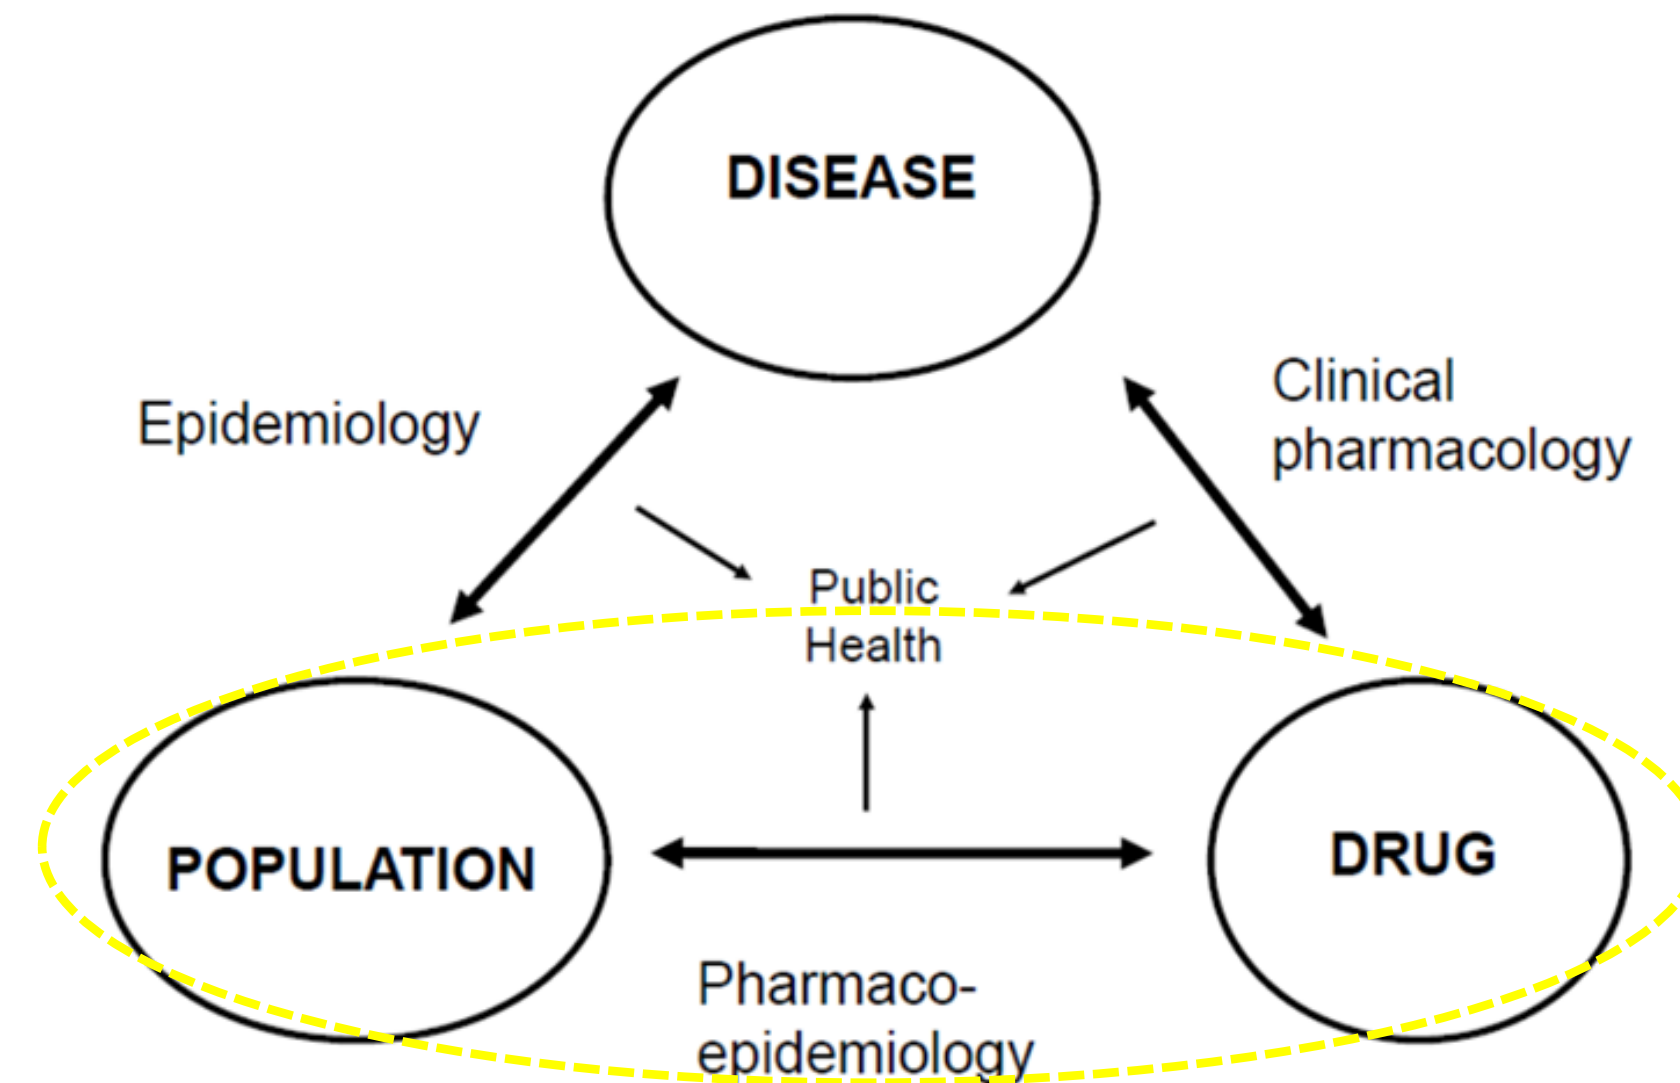 DISEASE
Epidemiology
Clinical
pharmacology
Public
Health
POPULATION
DRUG
Pharmaco-
epidemiology